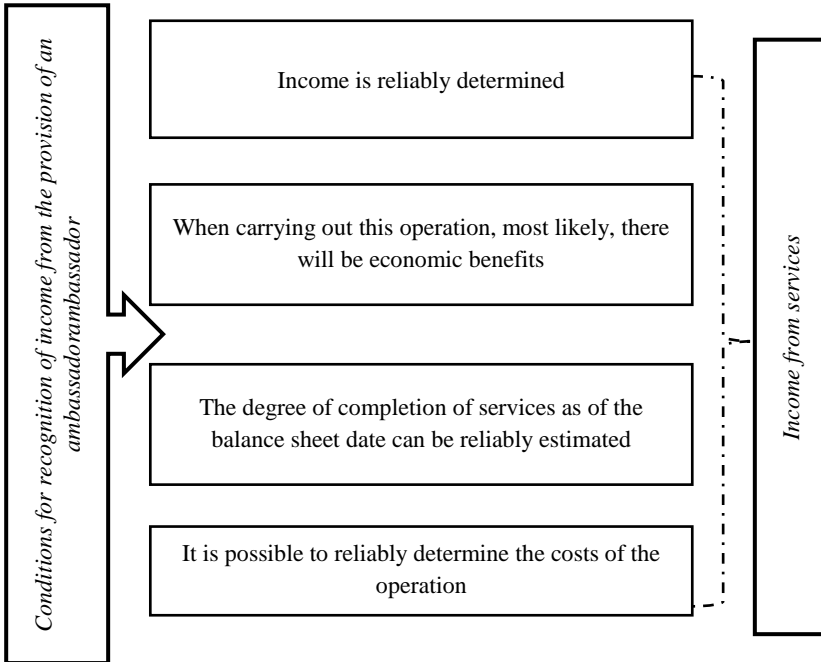 Conditions for recognition of income from the provision of an
ambassadorambassador
Income is reliably determined
When carrying out this operation, most likely, there
will be economic benefits
The degree of completion of services as of the
balance sheet date can be reliably estimated
It is possible to reliably determine the costs of the
operation
Income from services